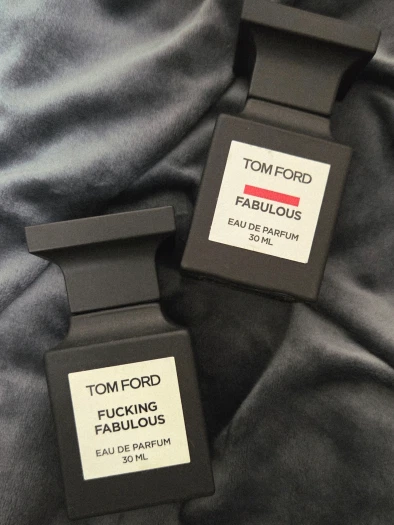 TOM FORD
FABULOUS
EAU DE PARFUM
30 ML
TOM FORD
FUCKING
FABULOUS
EAU DE PARFUM
30 ML